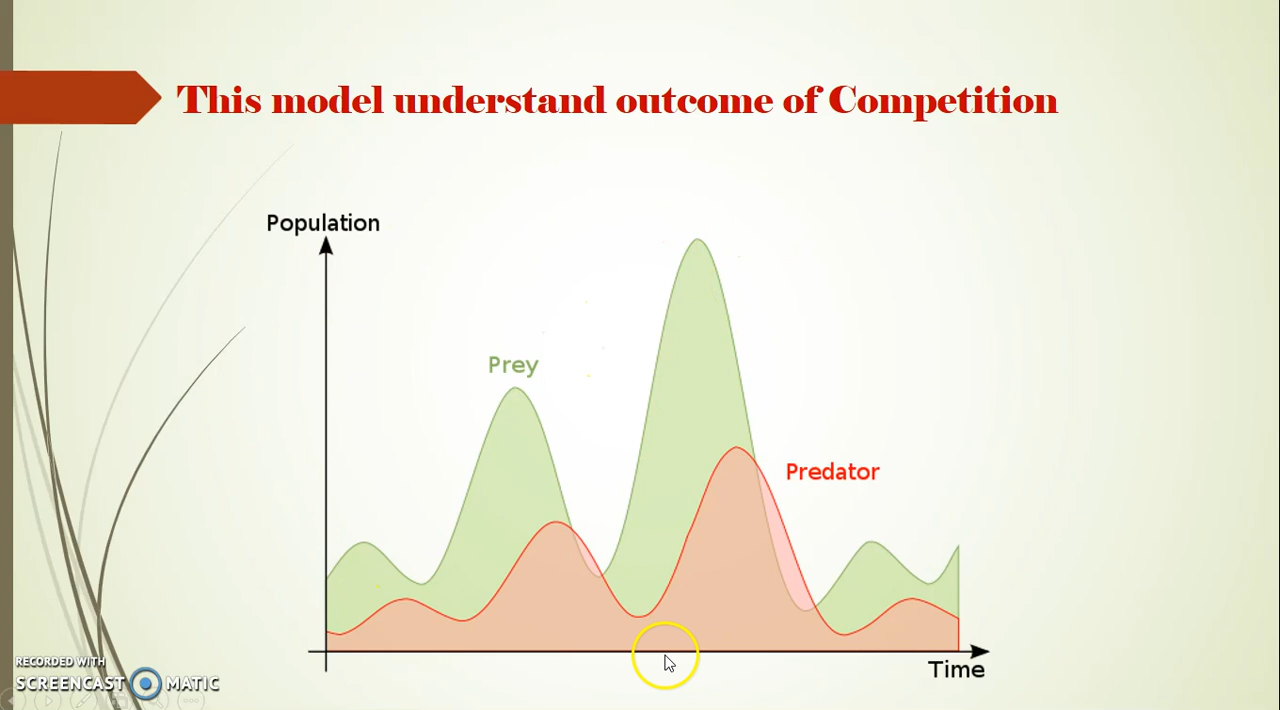 This model understand outcome of Competition
Population
Prey
Predator
Time
RECORDED WITH
SCREENCAST MATIC